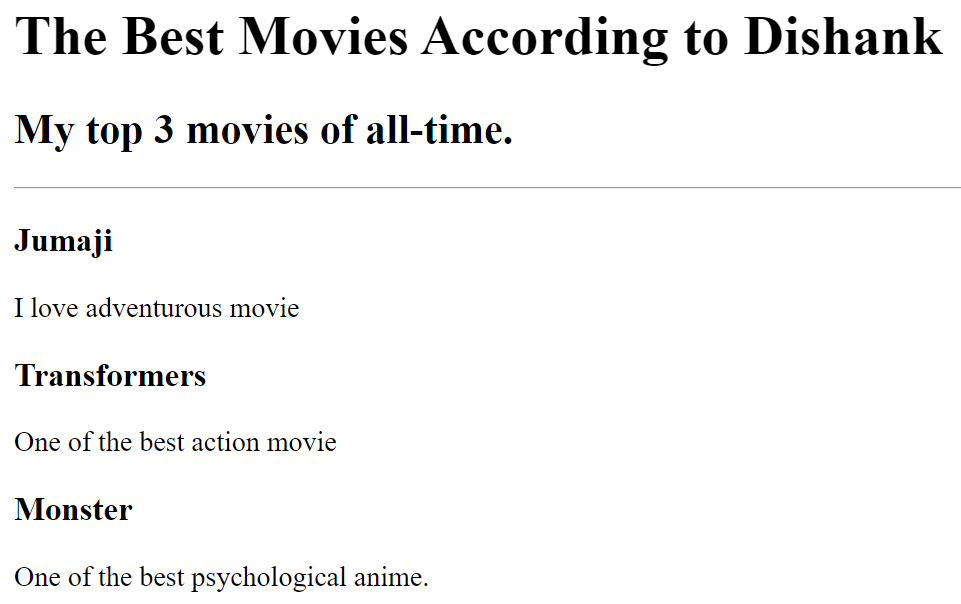 The Best Movies According to Dishank
My top 3 movies of all-time.
Jumaji
I love adventurous movie
Transformers
One of the best action movie
Monster
One of the best psychological anime.